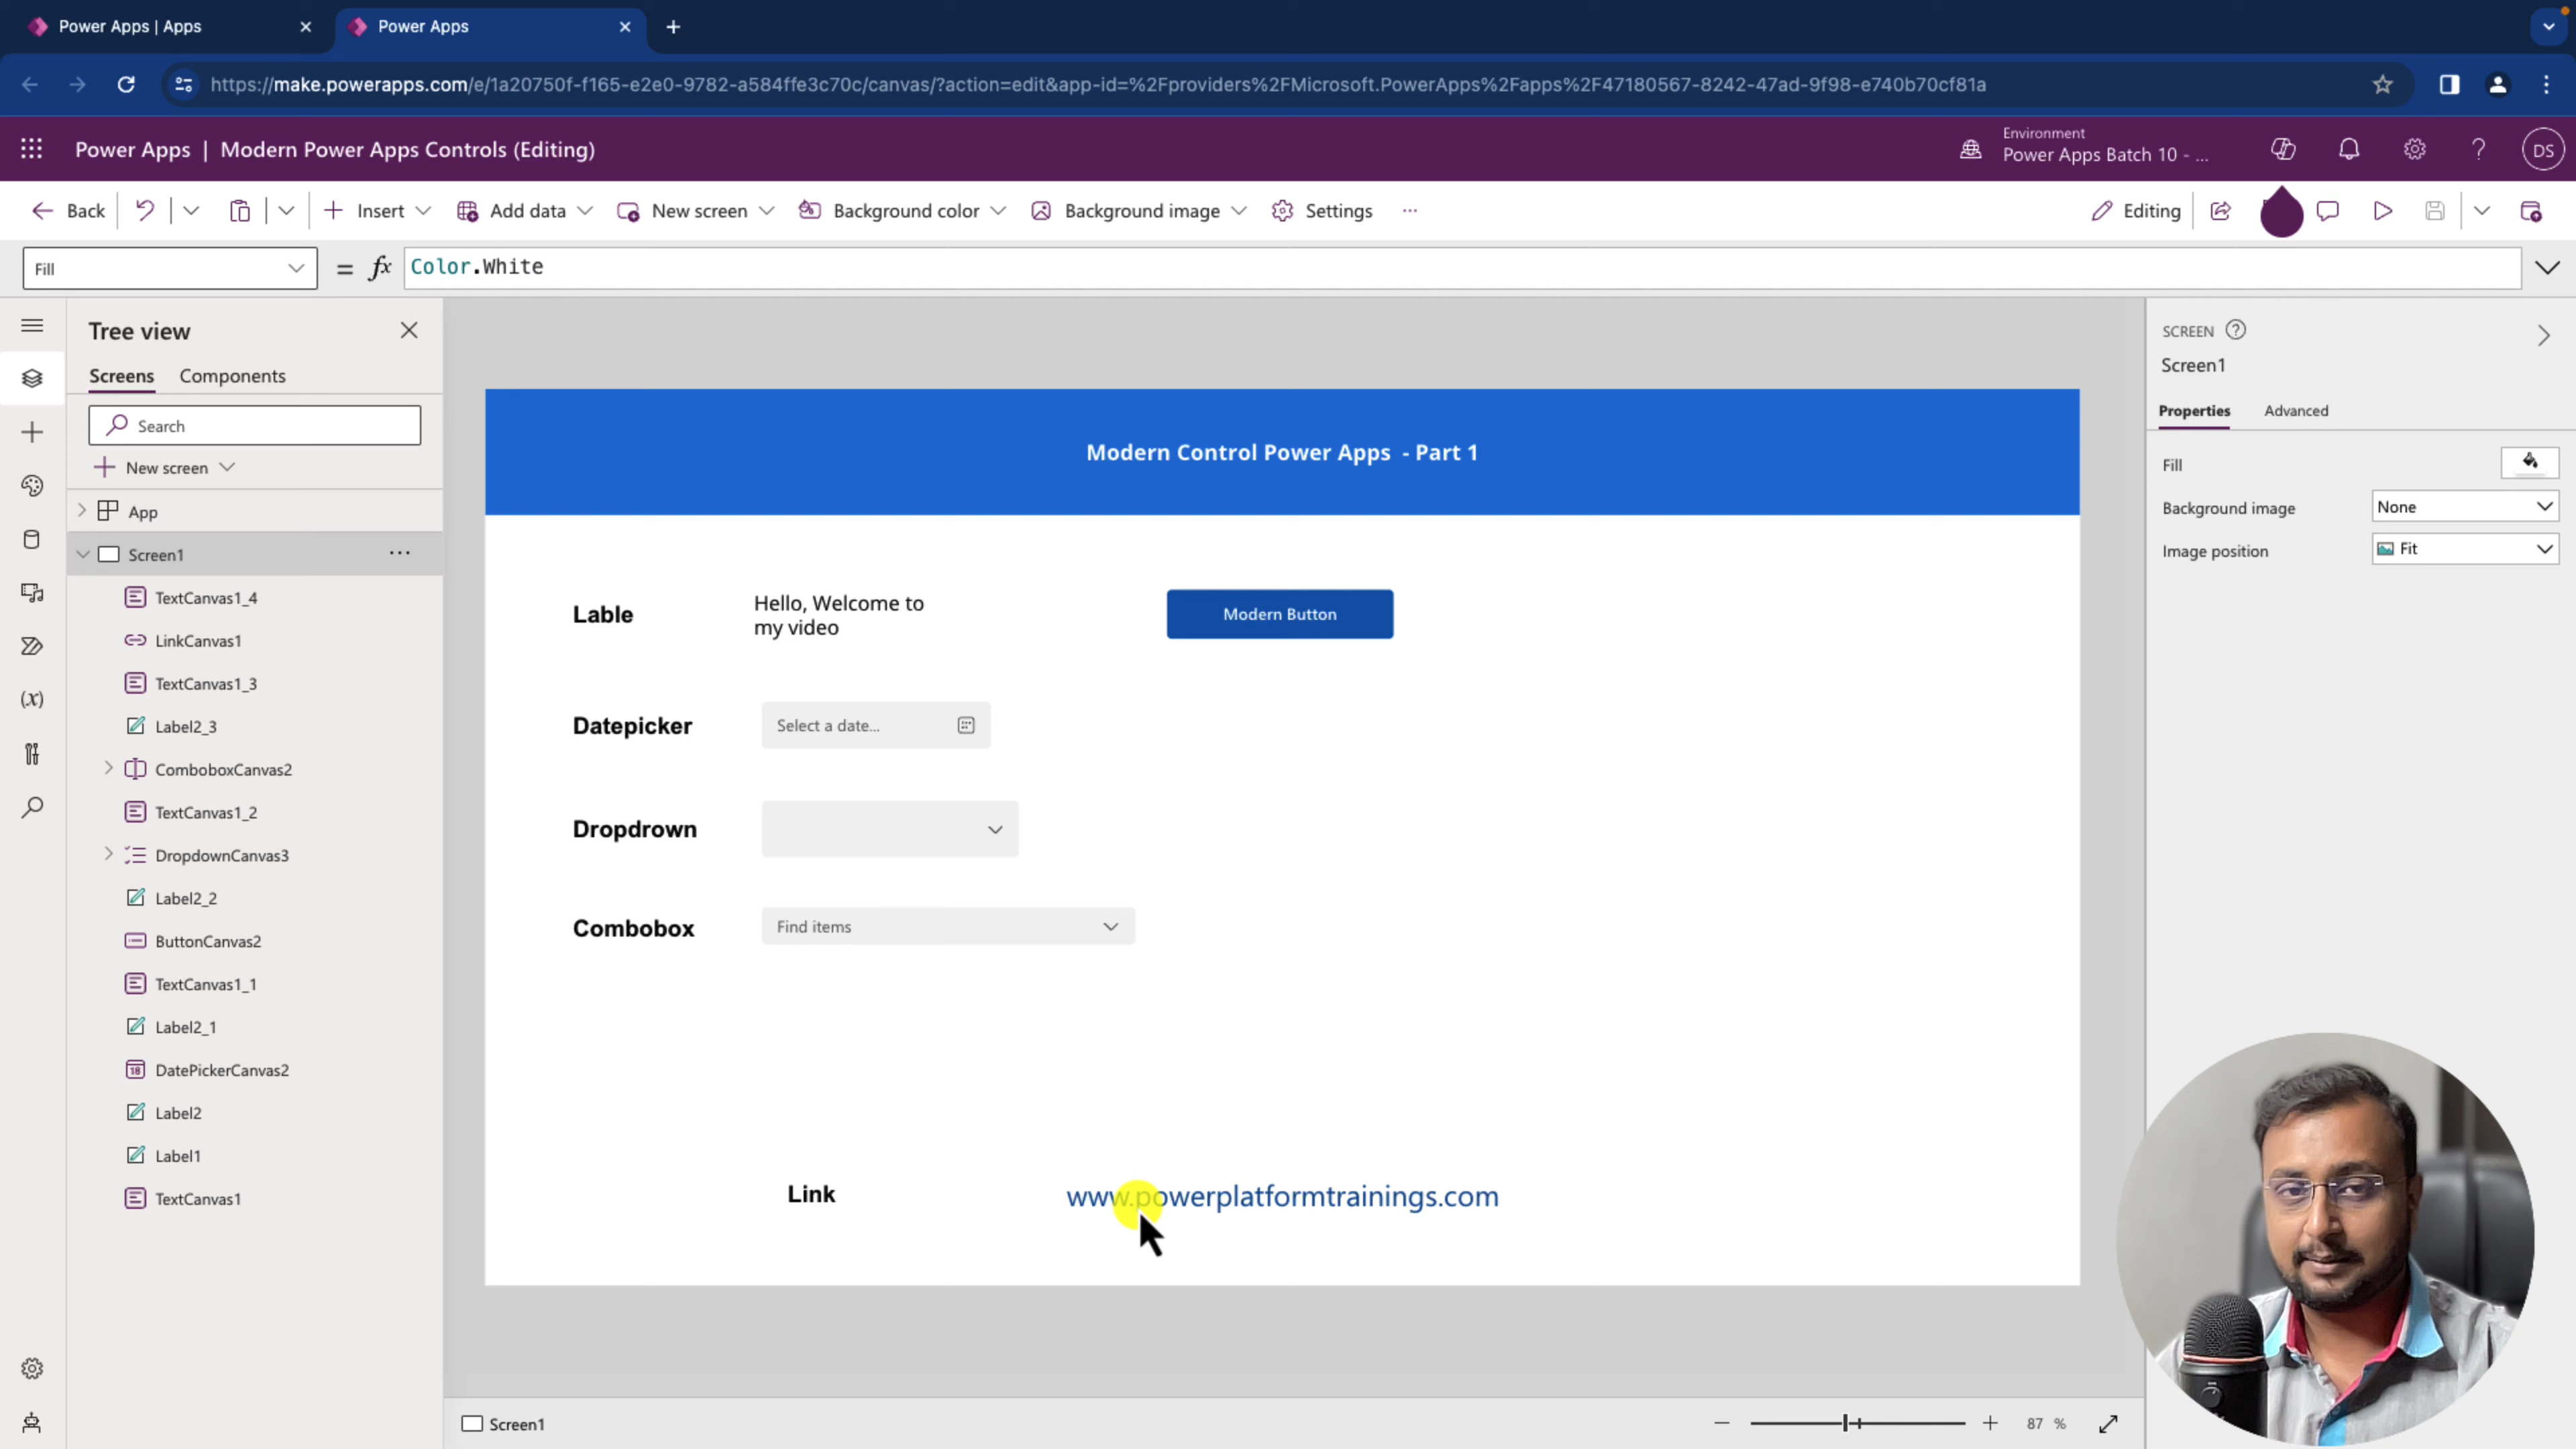 Power Apps | Apps
Power Apps
https://make.powerapps.com/e/1a20750f-f165-e2e0-9782-a584ffe3c70c/canvas/?action=edit&app-id=%2Fproviders%2FMicrosoft.PowerApps%2Fapps%2F47180567-8242-47ad-9f98-e740b70cf81a
Power Apps | Modern Power Apps Controls (Editing)
Environment
Power Apps Batch 10 - ...
DS
Back
Insert
Add data
New screen
Background color
Background image
Settings
Editing
Fill
= fx Color.White
Tree view
Screens Components
Search
New screen
App
Screen1
TextCanvas1_4
LinkCanvas1
TextCanvas1_3
Label2_3
ComboboxCanvas2
TextCanvas1_2
DropdownCanvas3
Label2_2
ButtonCanvas2
TextCanvas1_1
Label2_1
DatePickerCanvas2
Label2
Label1
TextCanvas1
Modern Control Power Apps - Part 1
Lable
Hello, Welcome to
my video
Modern Button
Datepicker
Select a date...
Dropdrown
Combobox
Find items
Link
www.powerplatformtrainings.com
Screen1
87 %
SCREEN
Screen1
Properties Advanced
Fill
Background image None
Image position Fit